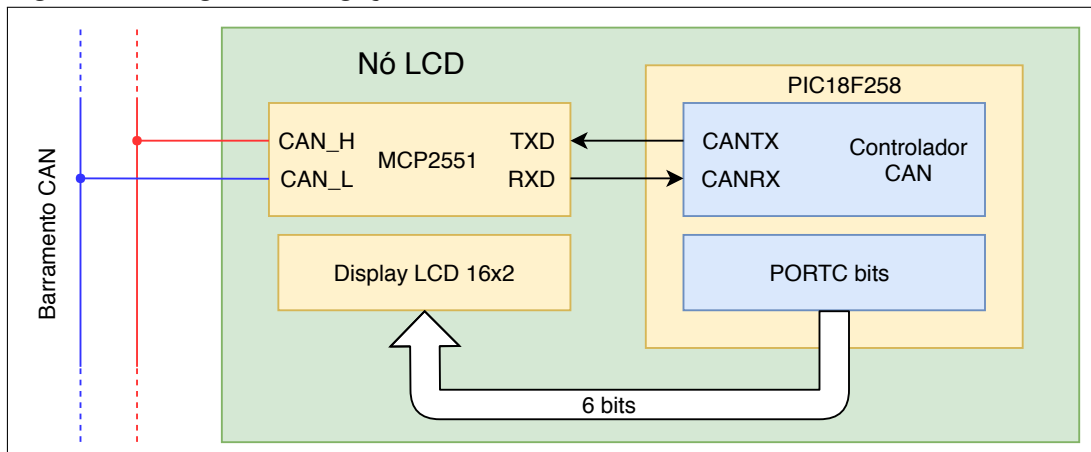 Nó LCD
PIC18F258
CAN_H
TXD
MCP2551
CAN_L
RXD
CANTX
Controlador
CAN
CANRX
Barramento CAN
Display LCD 16x2
PORTC bits
6 bits